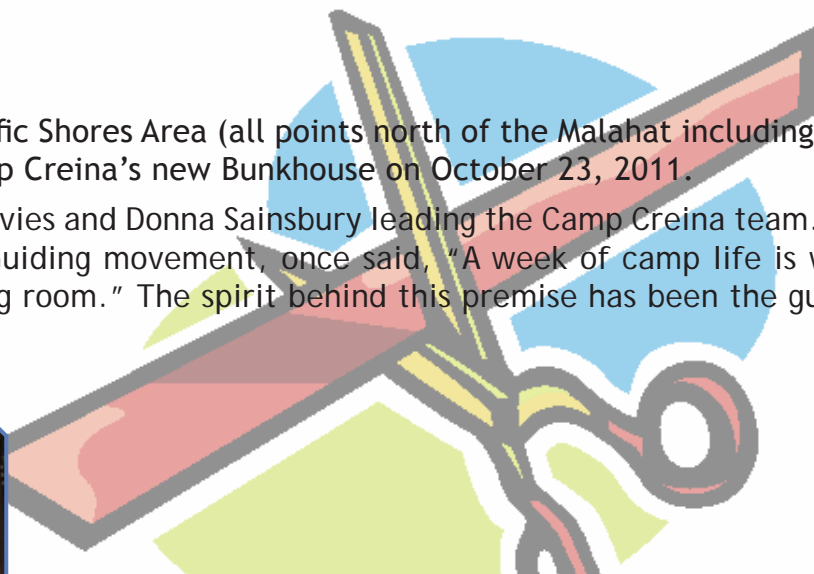 fic Shores Area (all points north of the Malahat including
p Creina's new Bunkhouse on October 23, 2011.
vies and Donna Sainsbury leading the Camp Creina team.
uiding movement, once said, "A week of camp life is w
g room." The spirit behind this premise has been the gu